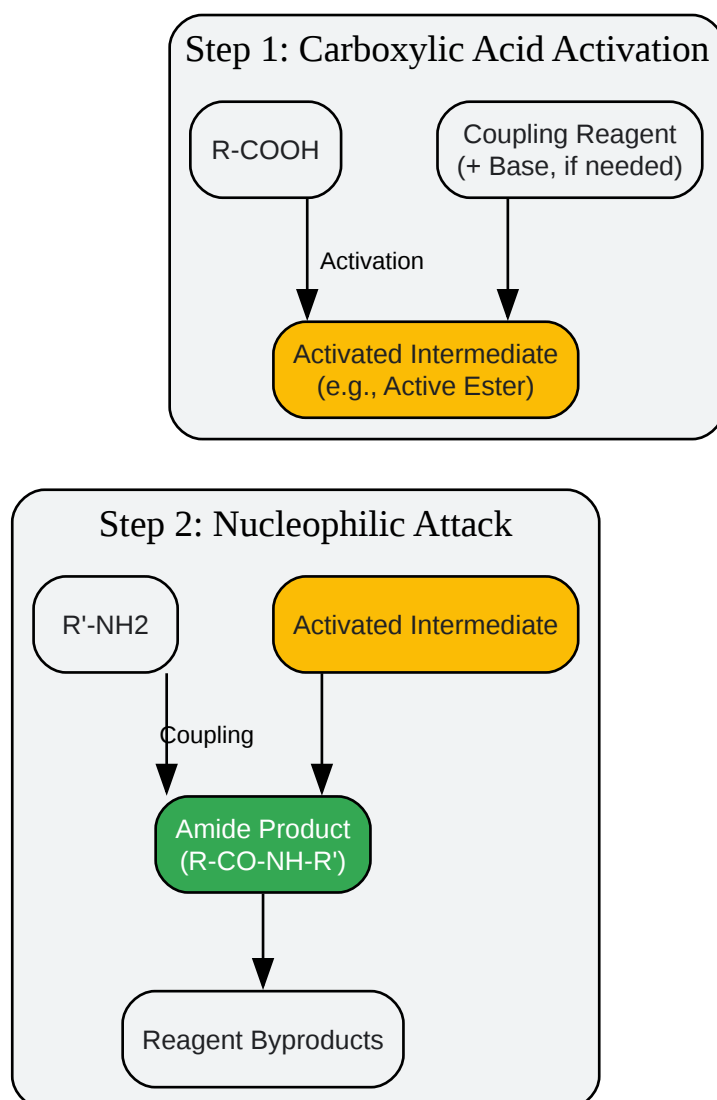 Step 1: Carboxylic Acid Activation
R-COOH
Coupling Reagent
(+ Base, if needed)
Activation
Activated Intermediate
(e.g., Active Ester)
Step 2: Nucleophilic Attack
R'-NH2
Activated Intermediate
Coupling
Amide Product
(R-CO-NH-R')
Reagent Byproducts